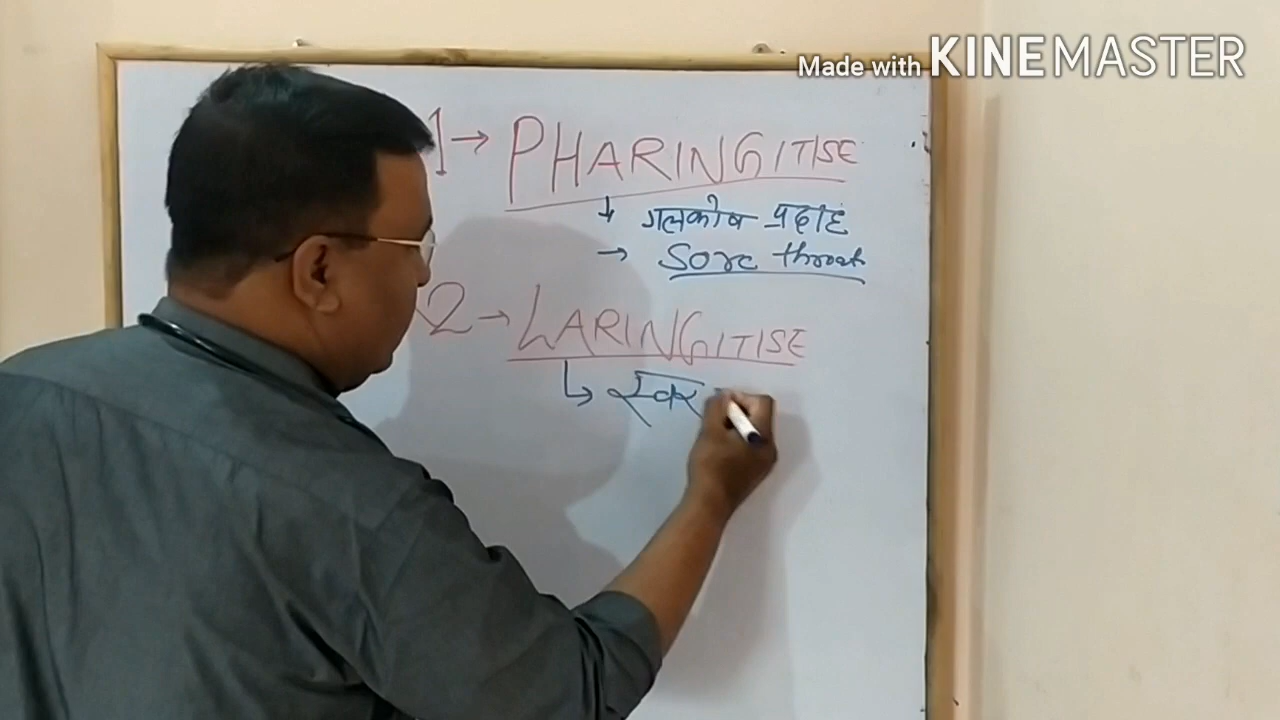 Made with KINEMASTER
1→ PHARINGITISE
↓ गलकोष प्रदाह
→ Sore throat
2→ LARINGITISE
↳ स्वर